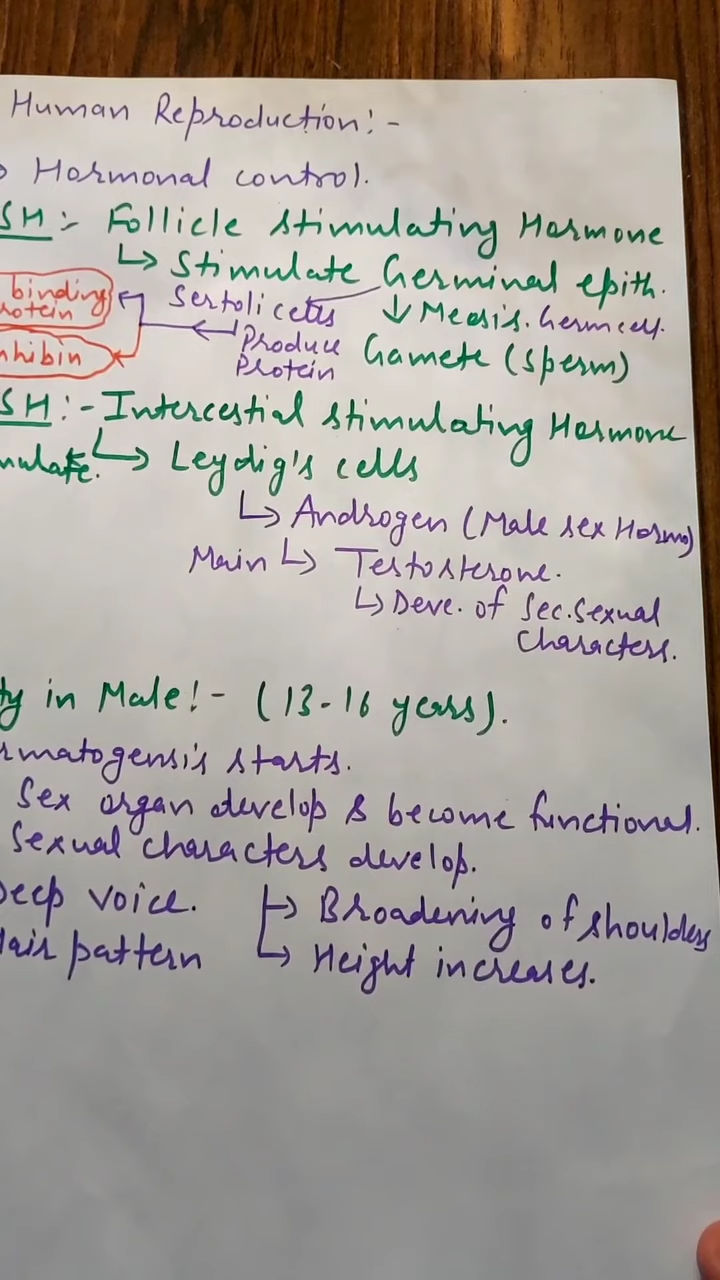 Human Reproduction:-
Hormonal control.
SH:- Follicle stimulating Hormone
↳ Stimulate Germinal epith.
binding protein
Sertoli cells
↓ Meosis. Germcell.
Produce Protein
Gamete (Sperm)
nhibin
SH:- Intercestial stimulating Hormone
mulate. ↳ Leydig's cells
↳ Androgen (Male sex Hormo)
Main ↳ Testosterone.
↳ Deve. of Sec. Sexual
Characters.
ty in Male!- (13-16 years).
rmatogensis starts.
Sex organ develop & become functional.
Sexual characters develop.
Deep voice. → Broadening of shoulders
Hair pattern ↳ Height increases.